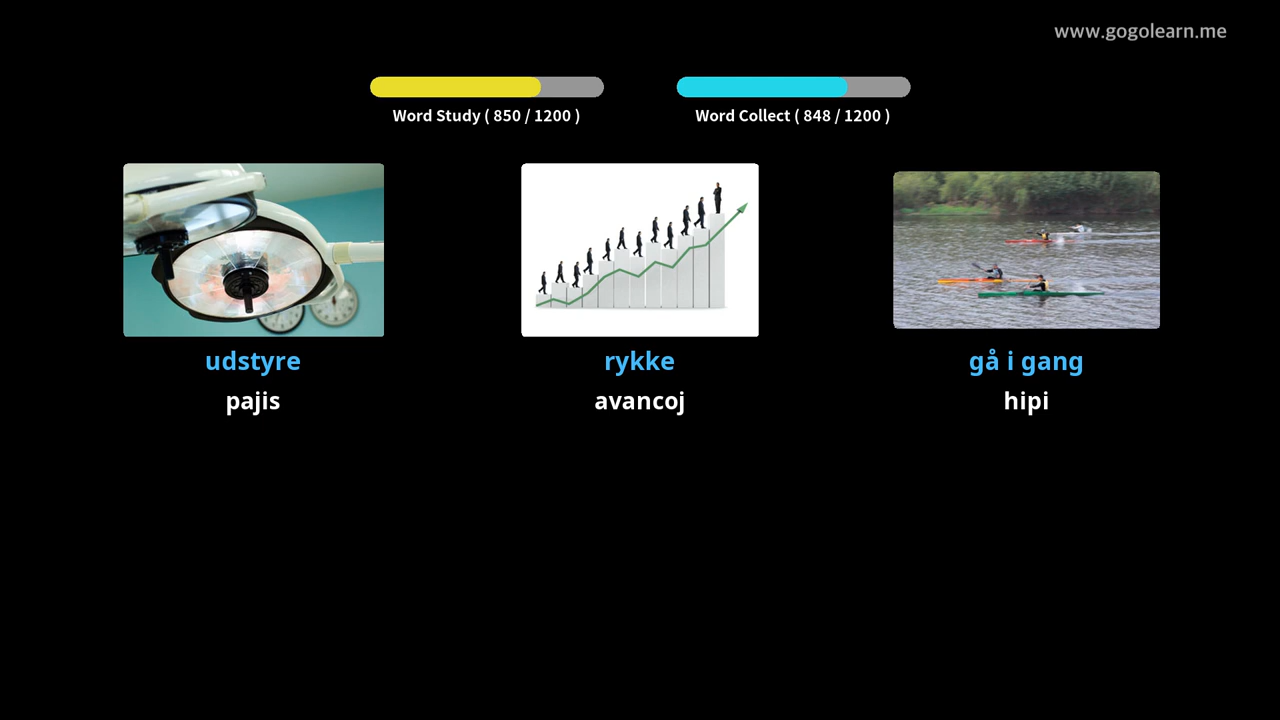 www.gogolearn.me
Word Study ( 850 / 1200 )
Word Collect ( 848 / 1200 )
udstyre
rykke
gå i gang
pajis
avancoj
hipi